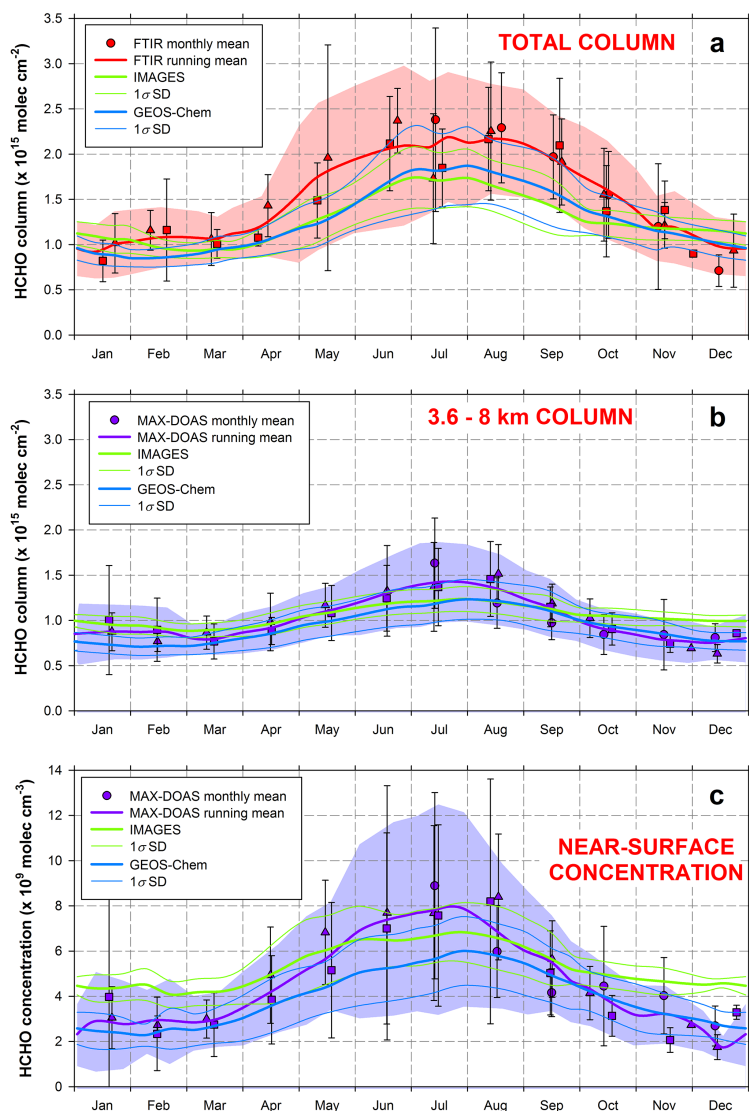 a
TOTAL COLUMN
FTIR monthly mean
FTIR running mean
IMAGES
1σ SD
GEOS-Chem
1σ SD
HCHO column (x 10¹⁵ molec cm⁻²)
3.5
3.0
2.5
2.0
1.5
1.0
0.5
0.0
Jan Feb Mar Apr May Jun Jul Aug Sep Oct Nov Dec
b
3.6 - 8 km COLUMN
MAX-DOAS monthly mean
MAX-DOAS running mean
IMAGES
1σ SD
GEOS-Chem
1σ SD
HCHO column (x 10¹⁵ molec cm⁻²)
3.5
3.0
2.5
2.0
1.5
1.0
0.5
0.0
Jan Feb Mar Apr May Jun Jul Aug Sep Oct Nov Dec
c
NEAR-SURFACE
CONCENTRATION
MAX-DOAS monthly mean
MAX-DOAS running mean
IMAGES
1σ SD
GEOS-Chem
1σ SD
HCHO concentration (x 10⁹ molec cm⁻³)
14
12
10
8
6
4
2
0
Jan Feb Mar Apr May Jun Jul Aug Sep Oct Nov Dec